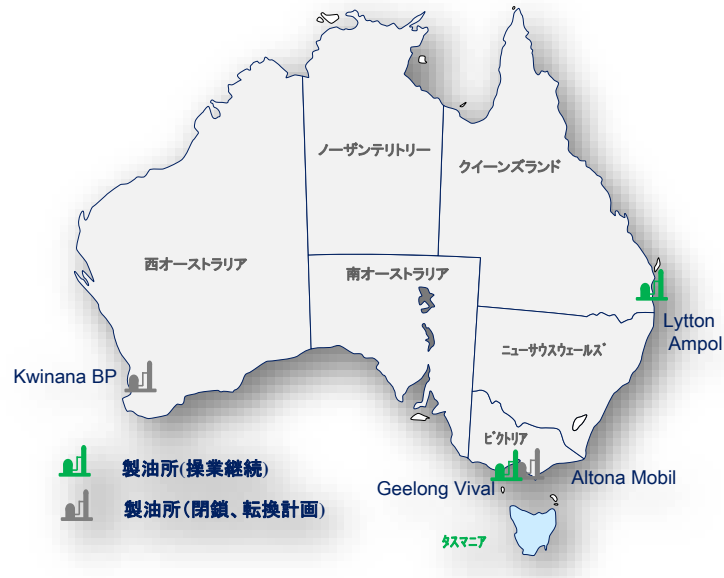 ノーザンテリトリー
クイーンズランド
西オーストラリア
南オーストラリア
Lytton
Ampol
ニューサウスウェールズ
Kwinana BP
ビクトリア
製油所(操業継続)
Geelong Vival
Altona Mobil
製油所(閉鎖、転換計画)
タスマニア